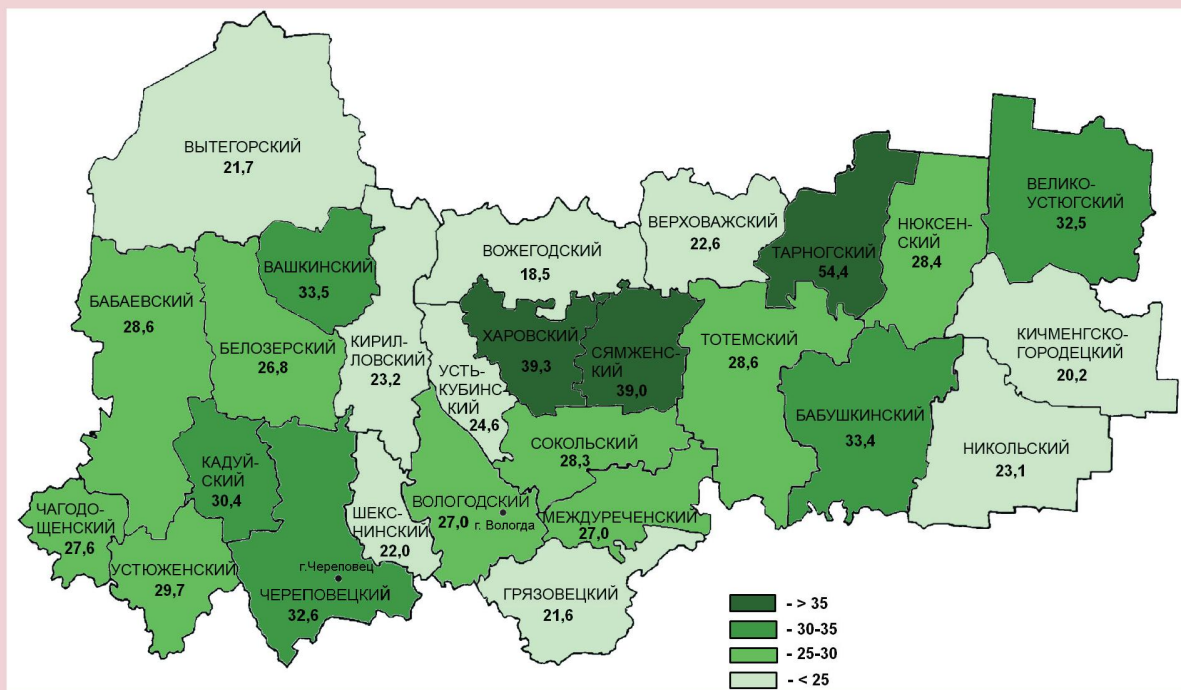 ВЫТЕГОРСКИЙ
21,7
ВЕЛИКО-
УСТЮГСКИЙ
32,5
ВЕРХОВАЖСКИЙ
22,6
НЮКСЕН-
СКИЙ
28,4
ВОЖЕГОДСКИЙ
18,5
ТАРНОГСКИЙ
54,4
ВАШКИНСКИЙ
33,5
БАБАЕВСКИЙ
28,6
БЕЛОЗЕРСКИЙ
26,8
КИРИЛ-
ЛОВСКИЙ
23,2
ХАРОВСКИЙ
39,3
СЯМЖЕН-
СКИЙ
39,0
ТОТЕМСКИЙ
28,6
КИЧМЕНГСКО-
ГОРОДЕЦКИЙ
20,2
УСТЬ-
КУБИНС-
КИЙ
24,6
БАБУШКИНСКИЙ
33,4
СОКОЛЬСКИЙ
28,3
НИКОЛЬСКИЙ
23,1
КАДУЙ-
СКИЙ
30,4
ЧАГОДО-
ЩЕНСКИЙ
27,6
ШЕКС-
НИНСКИЙ
22,0
ВОЛОГОДСКИЙ
27,0
г. Вологда
МЕЖДУРЕЧЕНСКИЙ
27,0
УСТЮЖЕНСКИЙ
29,7
г.Череповец
ЧЕРЕПОВЕЦКИЙ
32,6
ГРЯЗОВЕЦКИЙ
21,6
- > 35
- 30-35
- 25-30
- < 25